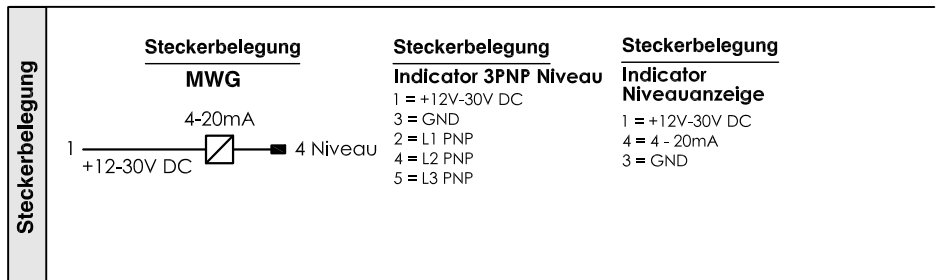 Steckerbelegung
Steckerbelegung
MWG
4-20mA
1
+12-30V DC
4 Niveau
Steckerbelegung
Indicator 3PNP Niveau
1 = +12V-30V DC
3 = GND
2 = L1 PNP
4 = L2 PNP
5 = L3 PNP
Steckerbelegung
Indicator
Niveauanzeige
1 = +12V-30V DC
4 = 4 - 20mA
3 = GND